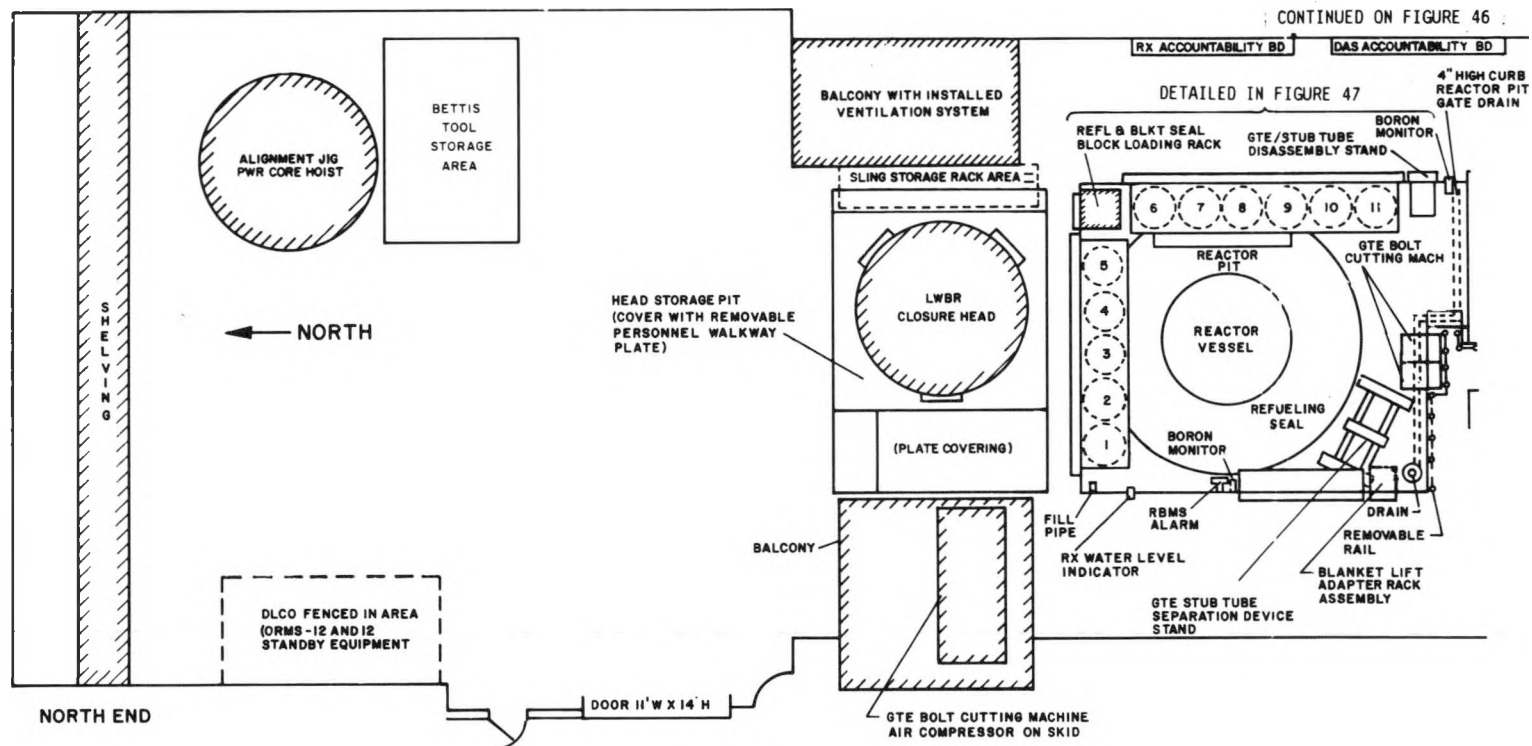 CONTINUED ON FIGURE 46
RX ACCOUNTABILITY BD
DAS ACCOUNTABILITY BD
4" HIGH CURB
REACTOR PIT
GATE DRAIN
DETAILED IN FIGURE 47
BORON
MONITOR
REFL & BLKT SEAL
BLOCK LOADING RACK
GTE/STUB TUBE
DISASSEMBLY STAND
BALCONY WITH INSTALLED
VENTILATION SYSTEM
BETTIS
TOOL
STORAGE
AREA
ALIGNMENT JIG
PWR CORE HOIST
SLING STORAGE RACK AREA
6
7
8
9
10
11
GTE BOLT
CUTTING MACH
REACTOR
PIT
5
4
3
2
1
SHELVING
NORTH
HEAD STORAGE PIT
(COVER WITH REMOVABLE
PERSONNEL WALKWAY
PLATE)
LWBR
CLOSURE HEAD
REACTOR
VESSEL
REFUELING
SEAL
(PLATE COVERING)
BORON
MONITOR
FILL
PIPE
RBMS
ALARM
DRAIN
RX WATER LEVEL
INDICATOR
REMOVABLE
RAIL
BALCONY
BLANKET LIFT
ADAPTER RACK
ASSEMBLY
GTE STUB TUBE
SEPARATION DEVICE
STAND
DLCO FENCED IN AREA
(ORMS-12 AND 12
STANDBY EQUIPMENT
DOOR 11' W X 14' H
NORTH END
GTE BOLT CUTTING MACHINE
AIR COMPRESSOR ON SKID